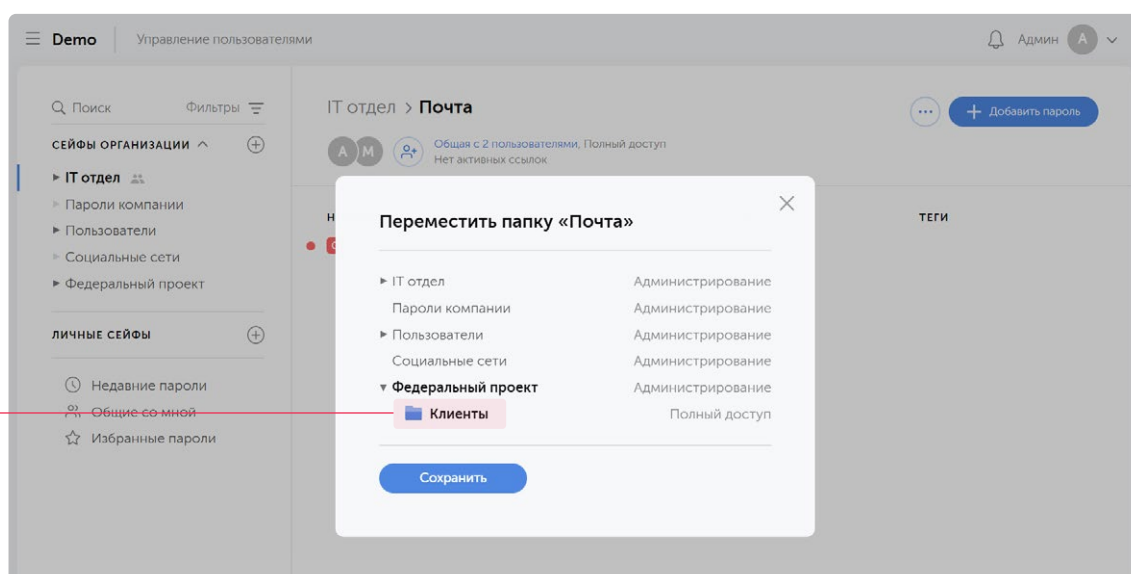 Demo Управление пользователями Админ А
Поиск Фильтры
СЕЙФЫ ОРГАНИЗАЦИИ
IT отдел
Пароли компании
Пользователи
Социальные сети
Федеральный проект
ЛИЧНЫЕ СЕЙФЫ
Недавние пароли
Общие со мной
Избранные пароли
IT отдел > Почта
... + Добавить пароль
А М Общая с 2 пользователями, Полный доступ
Нет активных ссылок
ТЕГИ
Переместить папку «Почта»
IT отдел Администрирование
Пароли компании Администрирование
Пользователи Администрирование
Социальные сети Администрирование
Федеральный проект Администрирование
Клиенты Полный доступ
Сохранить